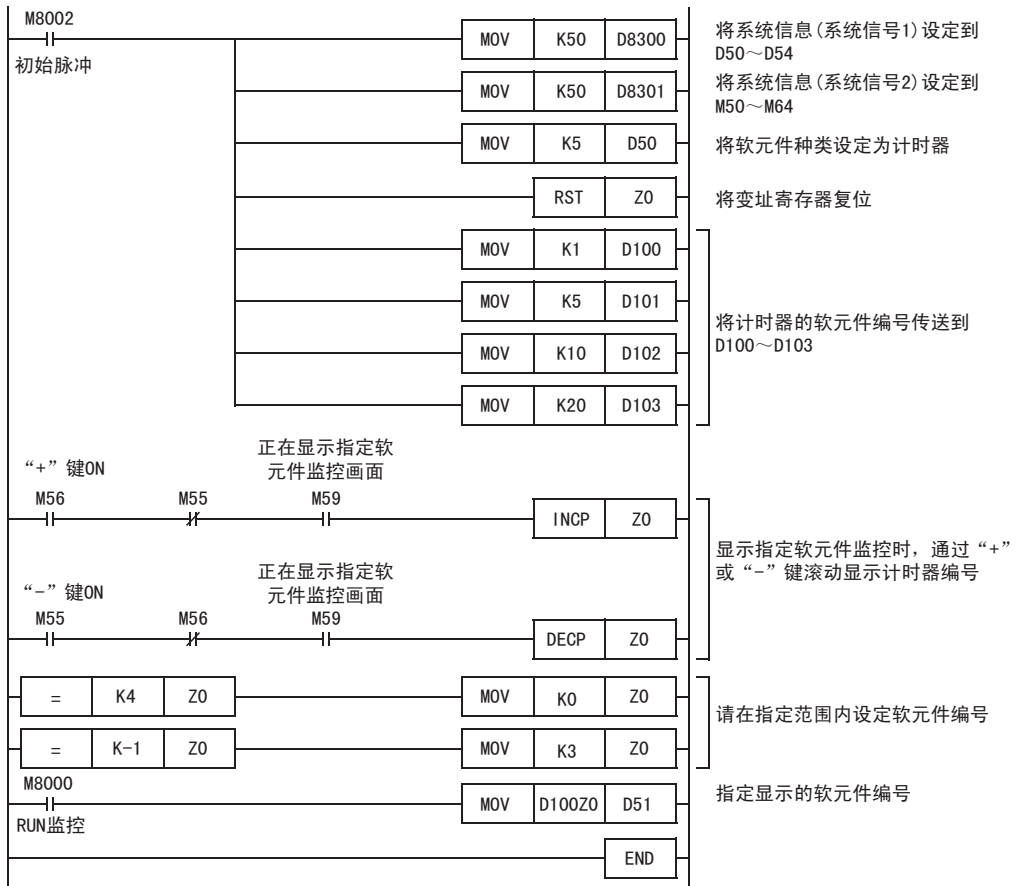 M8002
初始脉冲
MOV K50 D8300
将系统信息(系统信号1)设定到
D50～D54
MOV K50 D8301
将系统信息(系统信号2)设定到
M50～M64
MOV K5 D50
将软元件种类设定为计时器
RST Z0
将变址寄存器复位
MOV K1 D100
MOV K5 D101
MOV K10 D102
MOV K20 D103
将计时器的软元件编号传送到
D100～D103
“+”键ON
正在显示指定软
元件监控画面
M56 M55 M59
INCP Z0
显示指定软元件监控时，通过“+”
或“-”键滚动显示计时器编号
“-”键ON
正在显示指定软
元件监控画面
M55 M56 M59
DECP Z0
= K4 Z0 MOV K0 Z0
= K-1 Z0 MOV K3 Z0
请在指定范围内设定软元件编号
M8000
RUN监控
MOV D100Z0 D51
指定显示的软元件编号
END